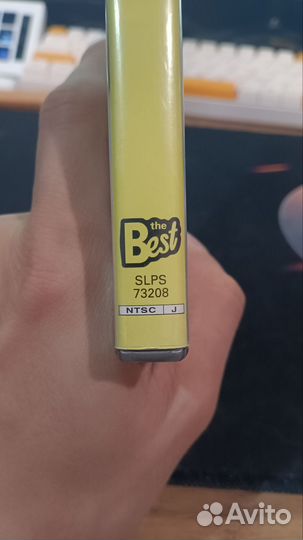 the
Best
SLPS
73208
NTSC J
Avito